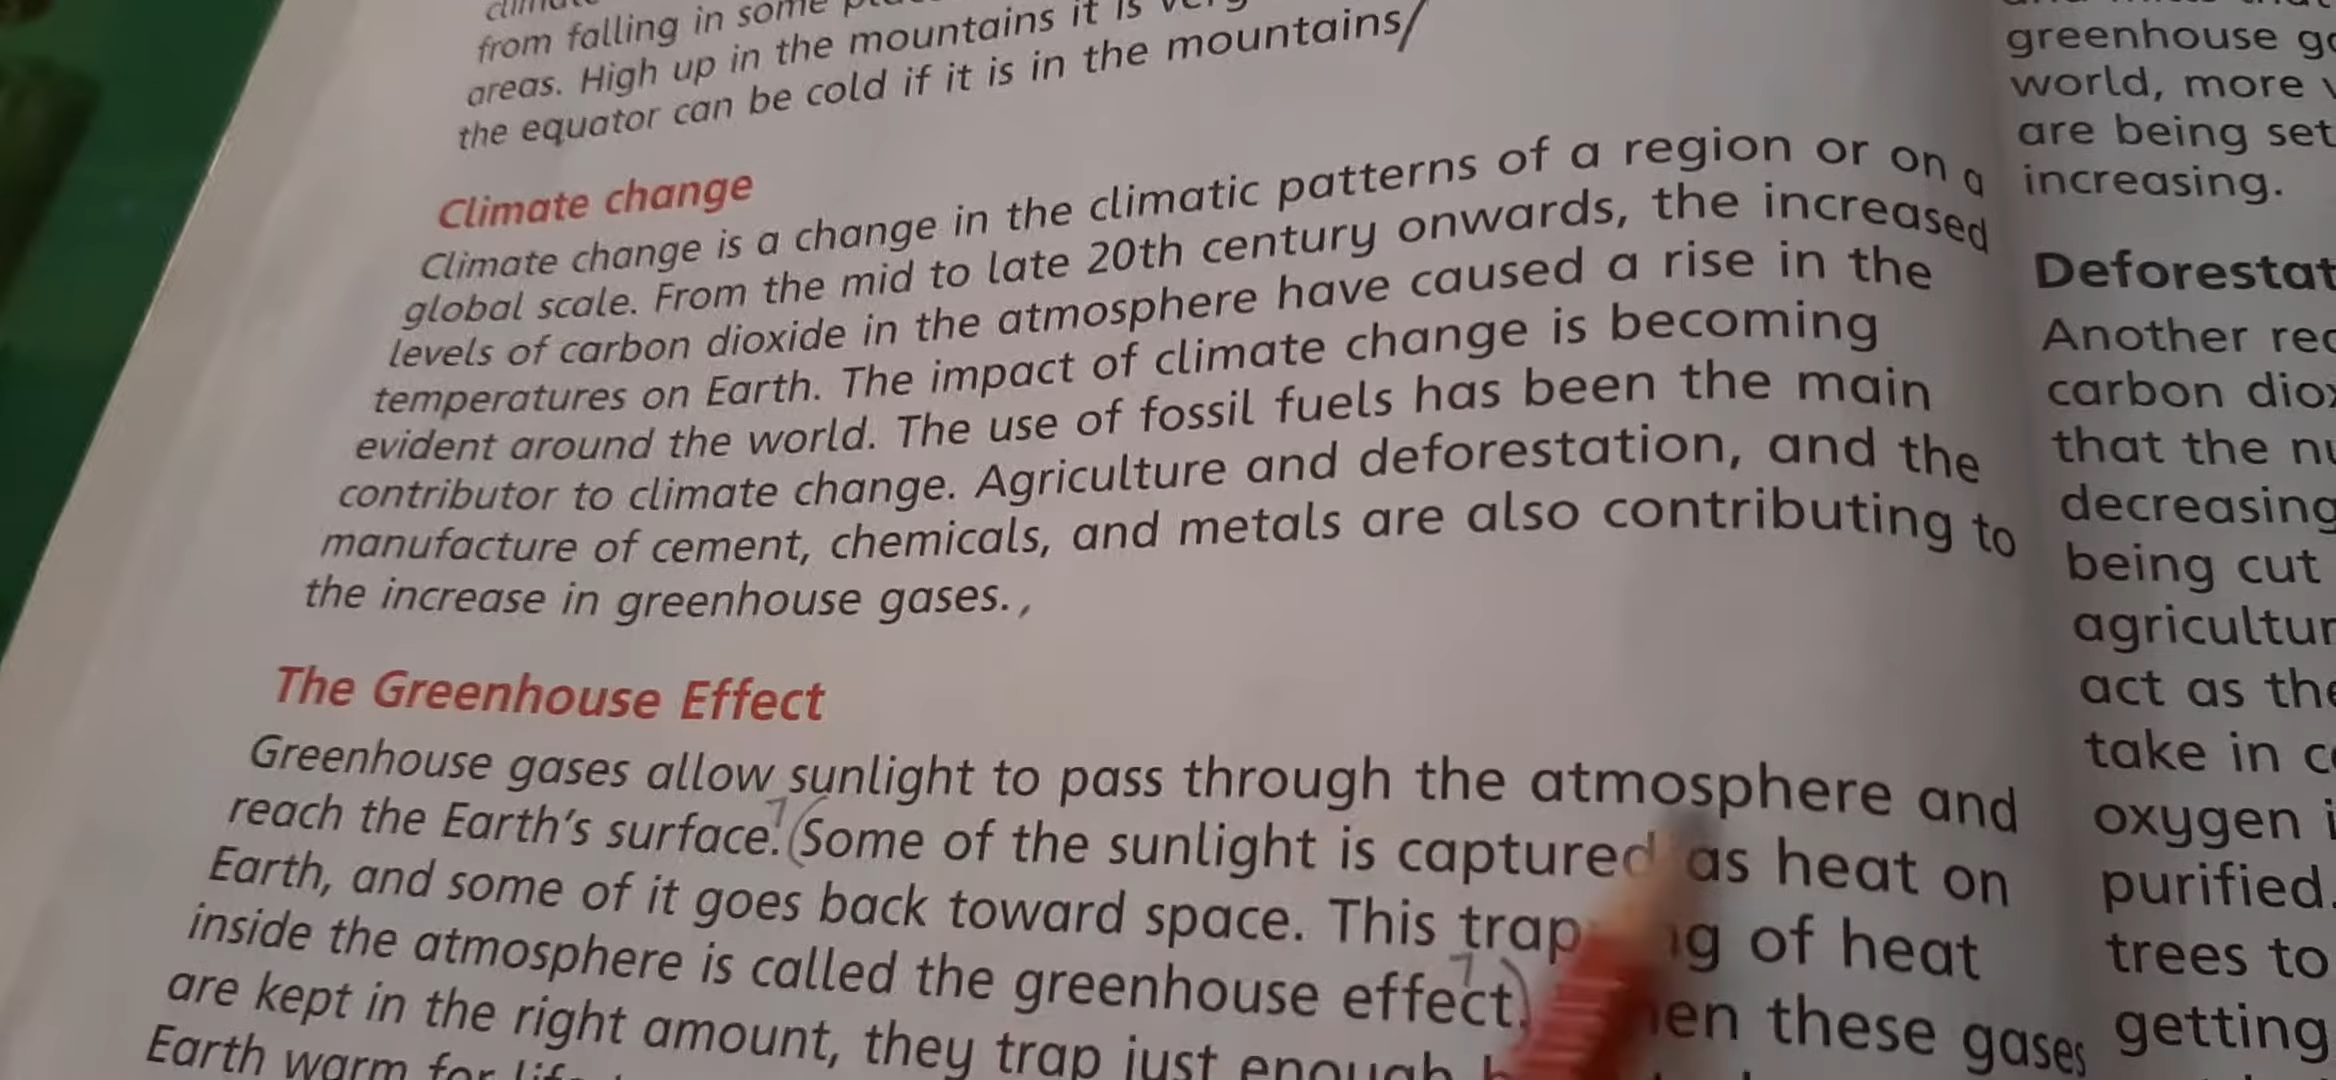 from falling in some
areas. High up in the mountains it is
the equator can be cold if it is in the mountains/
Climate change
Climate change is a change in the climatic patterns of a region or on a
global scale. From the mid to late 20th century onwards, the increased
levels of carbon dioxide in the atmosphere have caused a rise in the
temperatures on Earth. The impact of climate change is becoming
evident around the world. The use of fossil fuels has been the main
contributor to climate change. Agriculture and deforestation, and the
manufacture of cement, chemicals, and metals are also contributing to
the increase in greenhouse gases.
The Greenhouse Effect
Greenhouse gases allow sunlight to pass through the atmosphere and
reach the Earth's surface. (Some of the sunlight is captured as heat on
Earth, and some of it goes back toward space. This of heat
inside the atmosphere is called the greenhouse effect.) these gases
are kept in the right amount, they trap just enough
Earth warm for
greenhouse
world, more
are being set
increasing.
Another
carbon
that the
decreasing
being cut
act as
take in
oxygen
purified.
trees to
getting